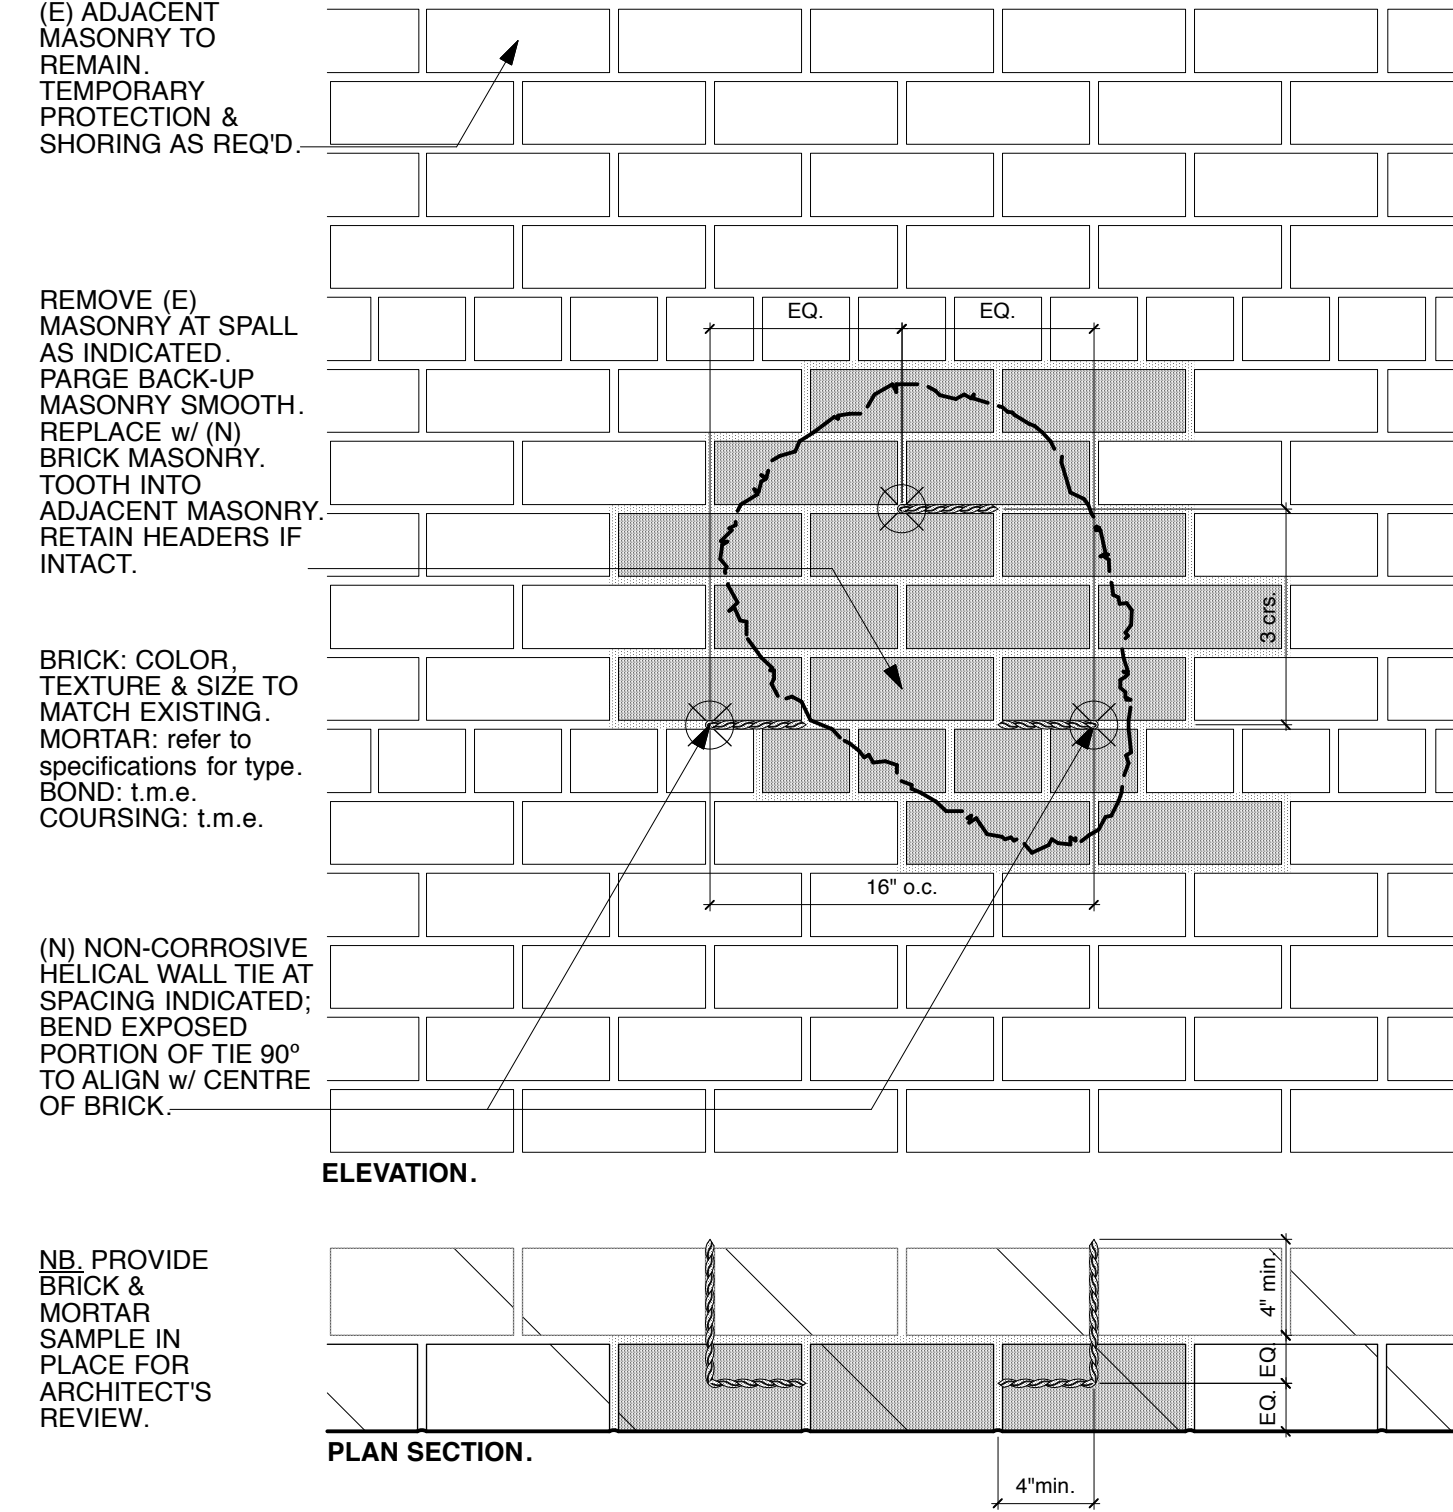 (E) ADJACENT
MASONRY TO
REMAIN.
TEMPORARY
PROTECTION &
SHORING AS REQ'D.
REMOVE (E)
MASONRY AT SPALL
AS INDICATED.
PARGE BACK-UP
MASONRY SMOOTH.
REPLACE w/ (N)
BRICK MASONRY.
TOOTH INTO
ADJACENT MASONRY.
RETAIN HEADERS IF
INTACT.
EQ.
EQ.
3 crs.
BRICK: COLOR,
TEXTURE & SIZE TO
MATCH EXISTING.
MORTAR: refer to
specifications for type.
BOND: t.m.e.
COURSING: t.m.e.
16" o.c.
(N) NON-CORROSIVE
HELICAL WALL TIE AT
SPACING INDICATED;
BEND EXPOSED
PORTION OF TIE 90º
TO ALIGN w/ CENTRE
OF BRICK.
ELEVATION.
NB. PROVIDE
BRICK &
MORTAR
SAMPLE IN
PLACE FOR
ARCHITECT'S
REVIEW.
4" min.
EQ.
EQ.
PLAN SECTION.
4"min.